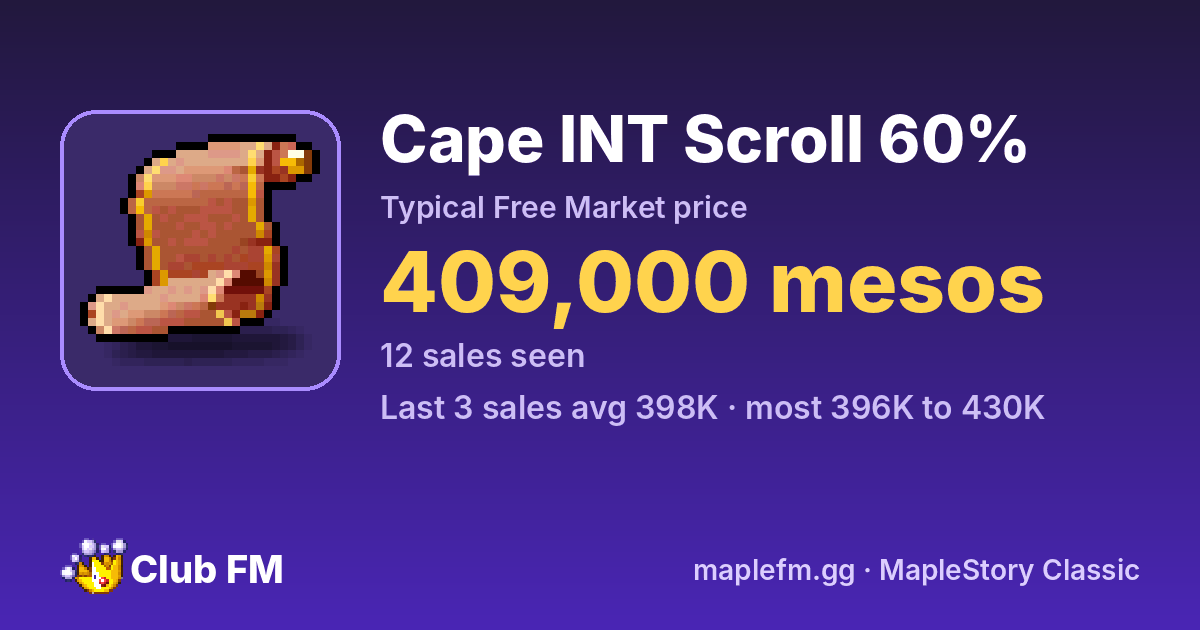 Cape INT Scroll 60%
Typical Free Market price
409,000 mesos
12 sales seen
Last 3 sales avg 398K · most 396K to 430K
Club FM
maplefm.gg · MapleStory Classic